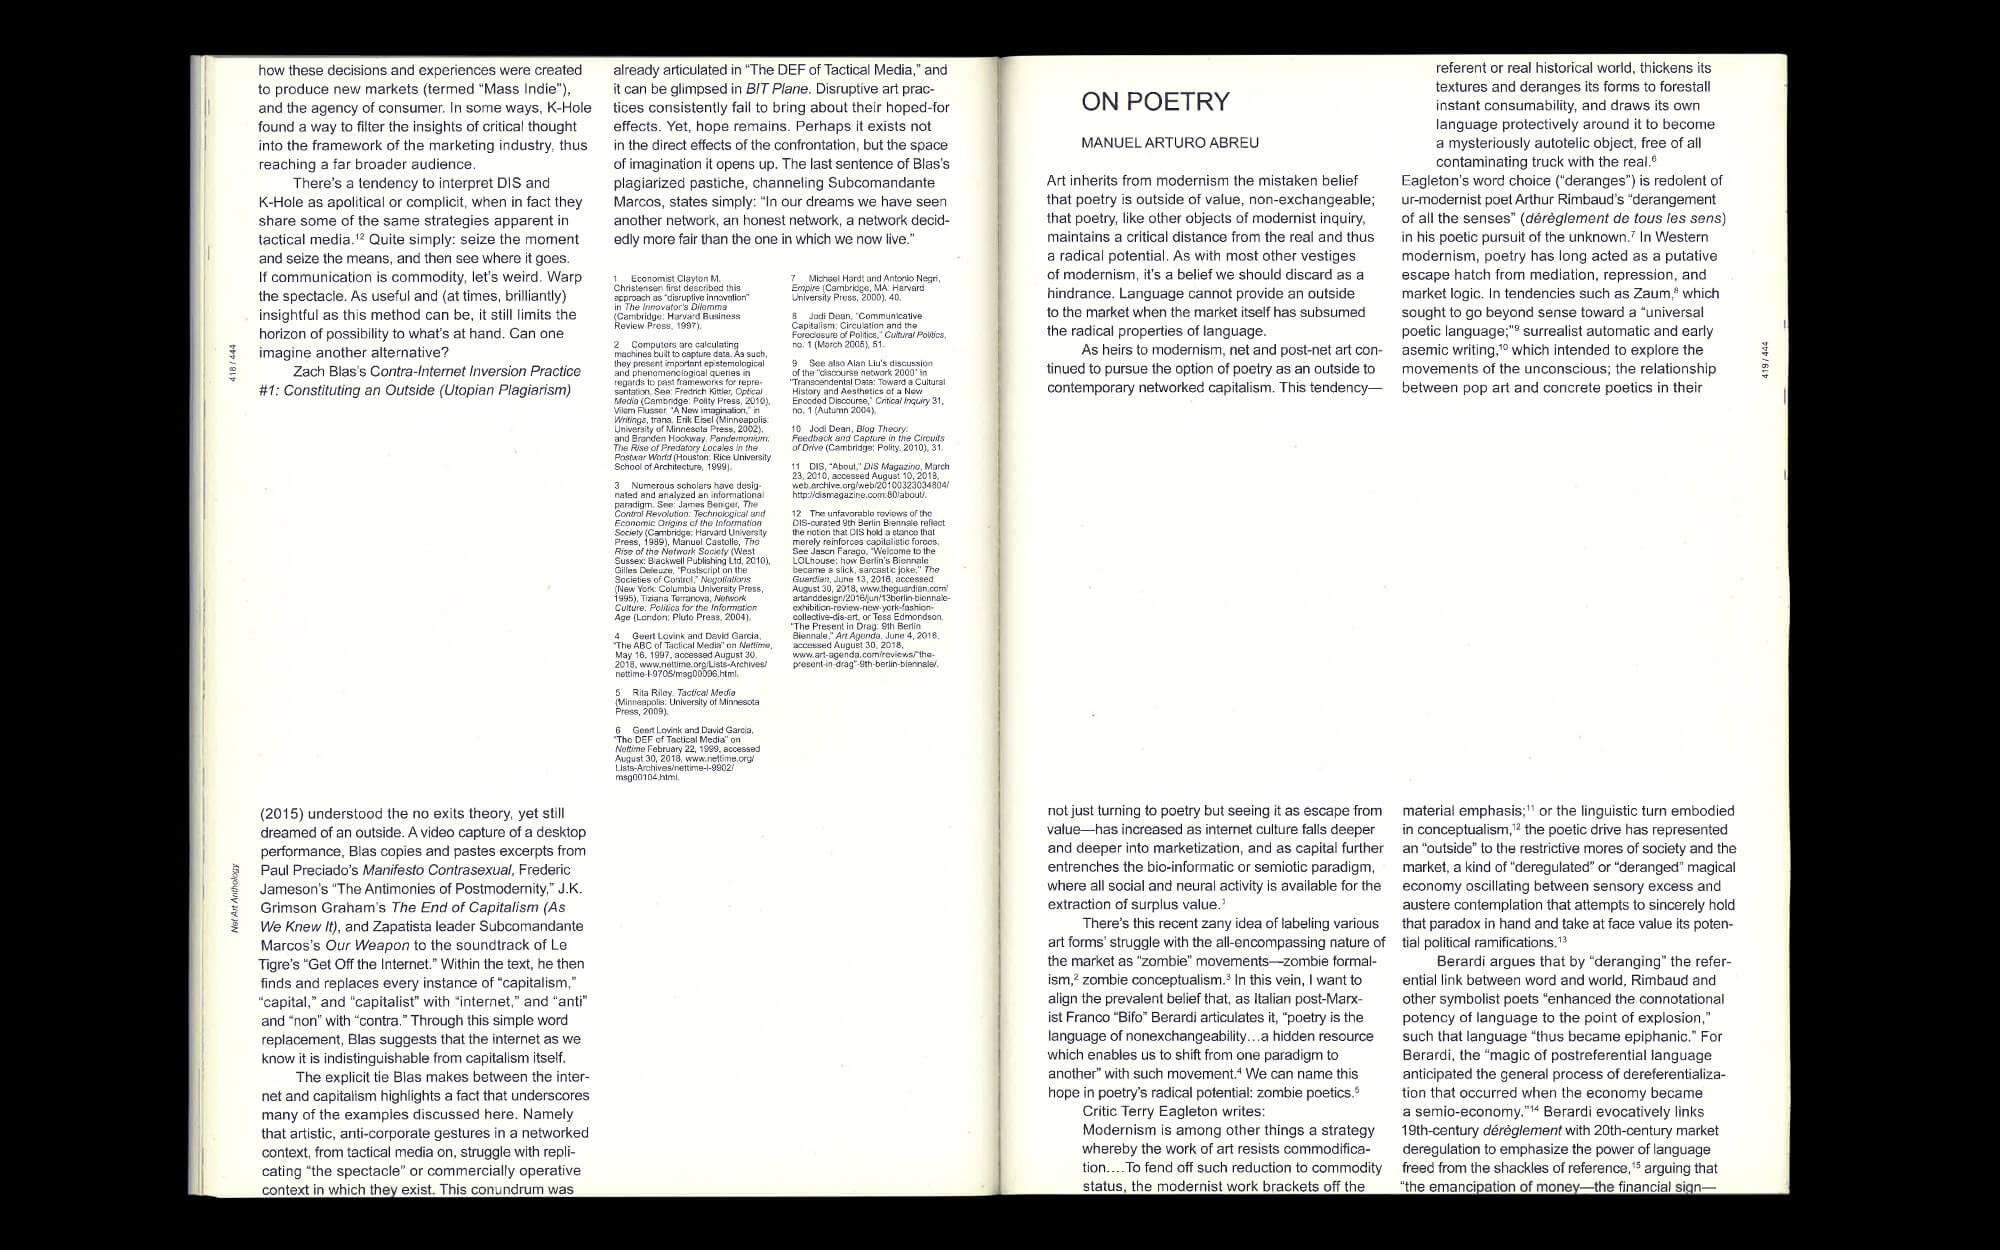 how these decisions and experiences were created
to produce new markets (termed “Mass Indie”),
and the agency of consumer. In some ways, K-Hole
found a way to filter the insights of critical thought
into the framework of the marketing industry, thus
reaching a far broader audience.
There’s a tendency to interpret DIS and
K-Hole as apolitical or complicit, when in fact they
share some of the same strategies apparent in
tactical media.12 Quite simply: seize the moment
and seize the means, and then see where it goes.
If communication is commodity, let’s weird. Warp
the spectacle. As useful and (at times, brilliantly)
insightful as this method can be, it still limits the
horizon of possibility to what’s at hand. Can one
imagine another alternative?
Zach Blas’s Contra-Internet Inversion Practice
#1: Constituting an Outside (Utopian Plagiarism)
418 / 444
(2015) understood the no exits theory, yet still
dreamed of an outside. A video capture of a desktop
performance, Blas copies and pastes excerpts from
Paul Preciado’s Manifesto Contrasexual, Frederic
Jameson’s “The Antimonies of Postmodernity,” J.K.
Grimson Graham’s The End of Capitalism (As
We Knew It), and Zapatista leader Subcomandante
Marcos’s Our Weapon to the soundtrack of Le
Tigre’s “Get Off the Internet.” Within the text, he then
finds and replaces every instance of “capitalism,”
“capital,” and “capitalist” with “internet,” and “anti”
and “non” with “contra.” Through this simple word
replacement, Blas suggests that the internet as we
know it is indistinguishable from capitalism itself.
The explicit tie Blas makes between the inter-
net and capitalism highlights a fact that underscores
many of the examples discussed here. Namely
that artistic, anti-corporate gestures in a networked
context, from tactical media on, struggle with repli-
cating “the spectacle” or commercially operative
context in which they exist. This conundrum was
Net Art Anthology
already articulated in “The DEF of Tactical Media,” and
it can be glimpsed in BIT Plane. Disruptive art prac-
tices consistently fail to bring about their hoped-for
effects. Yet, hope remains. Perhaps it exists not
in the direct effects of the confrontation, but the space
of imagination it opens up. The last sentence of Blas’s
plagiarized pastiche, channeling Subcomandante
Marcos, states simply: “In our dreams we have seen
another network, an honest network, a network decid-
edly more fair than the one in which we now live.”
1 Economist Clayton M.
Christensen first described this
approach as “disruptive innovation”
in The Innovator’s Dilemma
(Cambridge: Harvard Business
Review Press, 1997).
2 Computers are calculating
machines built to capture data. As such,
they present important epistemological
and phenomenological queries in
regards to past frameworks for repre-
sentation. See: Fredrich Kittler, Optical
Media (Cambridge: Polity Press, 2010),
Vilem Flusser, “A New Imagination,” in
Writings, trans. Erik Eisel (Minneapolis:
University of Minnesota Press, 2002),
and Branden Hookway, Pandemonium:
The Rise of Predatory Locales in the
Postwar World (Houston: Rice University
School of Architecture, 1999).
3 Numerous scholars have desig-
nated and analyzed an informational
paradigm. See: James Beniger, The
Control Revolution: Technological and
Economic Origins of the Information
Society (Cambridge: Harvard University
Press, 1989), Manuel Castells, The
Rise of the Network Society (West
Sussex: Blackwell Publishing Ltd, 2010),
Gilles Deleuze, “Postscript on the
Societies of Control,” Negotiations
(New York: Columbia University Press,
1995), Tiziana Terranova, Network
Culture: Politics for the Information
Age (London: Pluto Press, 2004).
4 Geert Lovink and David Garcia,
“The ABC of Tactical Media” on Nettime,
May 16, 1997, accessed August 30,
2018, www.nettime.org/Lists-Archives/
nettime-l-9705/msg00096.html.
5 Rita Riley, Tactical Media
(Minneapolis: University of Minnesota
Press, 2009).
6 Geert Lovink and David Garcia,
“The DEF of Tactical Media” on
Nettime February 22, 1999, accessed
August 30, 2018, www.nettime.org/
Lists-Archives/nettime-l-9902/
msg00104.html.
7 Michael Hardt and Antonio Negri,
Empire (Cambridge, MA: Harvard
University Press, 2000), 40.
8 Jodi Dean, “Communicative
Capitalism: Circulation and the
Foreclosure of Politics,” Cultural Politics,
no. 1 (March 2005), 51.
9 See also Alan Liu’s discussion
of the “discourse network 2000” in
“Transcendental Data: Toward a Cultural
History and Aesthetics of a New
Encoded Discourse,” Critical Inquiry 31,
no. 1 (Autumn 2004).
10 Jodi Dean, Blog Theory:
Feedback and Capture in the Circuits
of Drive (Cambridge: Polity, 2010), 31.
11 DIS, “About,” DIS Magazine, March
23, 2010, accessed August 10, 2018,
web.archive.org/web/20100323034804/
http://dismagazine.com:80/about/.
12 The unfavorable reviews of the
DIS-curated 9th Berlin Biennale reflect
the notion that DIS hold a stance that
merely reinforces capitalistic forces.
See Jason Farago, “Welcome to the
LOLhouse: how Berlin’s Biennale
became a slick, sarcastic joke,” The
Guardian, June 13, 2016, accessed
August 30, 2018, www.theguardian.com/
artanddesign/2016/jun/13berlin-biennale-
exhibition-review-new-york-fashion-
collective-dis-art, or Tess Edmondson,
“The Present in Drag: 9th Berlin
Biennale,” Art Agenda, June 4, 2016,
accessed August 30, 2018,
www.art-agenda.com/reviews/“the-
present-in-drag”-9th-berlin-biennale/.
ON POETRY
MANUEL ARTURO ABREU
Art inherits from modernism the mistaken belief
that poetry is outside of value, non-exchangeable;
that poetry, like other objects of modernist inquiry,
maintains a critical distance from the real and thus
a radical potential. As with most other vestiges
of modernism, it’s a belief we should discard as a
hindrance. Language cannot provide an outside
to the market when the market itself has subsumed
the radical properties of language.
As heirs to modernism, net and post-net art con-
tinued to pursue the option of poetry as an outside to
contemporary networked capitalism. This tendency—
not just turning to poetry but seeing it as escape from
value—has increased as internet culture falls deeper
and deeper into marketization, and as capital further
entrenches the bio-informatic or semiotic paradigm,
where all social and neural activity is available for the
extraction of surplus value.1
There’s this recent zany idea of labeling various
art forms’ struggle with the all-encompassing nature of
the market as “zombie” movements—zombie formal-
ism,2 zombie conceptualism.3 In this vein, I want to
align the prevalent belief that, as Italian post-Marx-
ist Franco “Bifo” Berardi articulates it, “poetry is the
language of nonexchangeability…a hidden resource
which enables us to shift from one paradigm to
another” with such movement.4 We can name this
hope in poetry’s radical potential: zombie poetics.5
Critic Terry Eagleton writes:
Modernism is among other things a strategy
whereby the work of art resists commodifica-
tion….To fend off such reduction to commodity
status, the modernist work brackets off the
referent or real historical world, thickens its
textures and deranges its forms to forestall
instant consumability, and draws its own
language protectively around it to become
a mysteriously autotelic object, free of all
contaminating truck with the real.6
Eagleton’s word choice (“deranges”) is redolent of
ur-modernist poet Arthur Rimbaud’s “derangement
of all the senses” (dérèglement de tous les sens)
in his poetic pursuit of the unknown.7 In Western
modernism, poetry has long acted as a putative
escape hatch from mediation, repression, and
market logic. In tendencies such as Zaum,8 which
sought to go beyond sense toward a “universal
poetic language;”9 surrealist automatic and early
asemic writing,10 which intended to explore the
movements of the unconscious; the relationship
between pop art and concrete poetics in their
419 / 444
material emphasis;11 or the linguistic turn embodied
in conceptualism,12 the poetic drive has represented
an “outside” to the restrictive mores of society and the
market, a kind of “deregulated” or “deranged” magical
economy oscillating between sensory excess and
austere contemplation that attempts to sincerely hold
that paradox in hand and take at face value its poten-
tial political ramifications.13
Berardi argues that by “deranging” the refer-
ential link between word and world, Rimbaud and
other symbolist poets “enhanced the connotational
potency of language to the point of explosion,”
such that language “thus became epiphanic.” For
Berardi, the “magic of postreferential language
anticipated the general process of dereferentializa-
tion that occurred when the economy became
a semio-economy.”14 Berardi evocatively links
19th-century dérèglement with 20th-century market
deregulation to emphasize the power of language
freed from the shackles of reference,15 arguing that
“the emancipation of money—the financial sign—